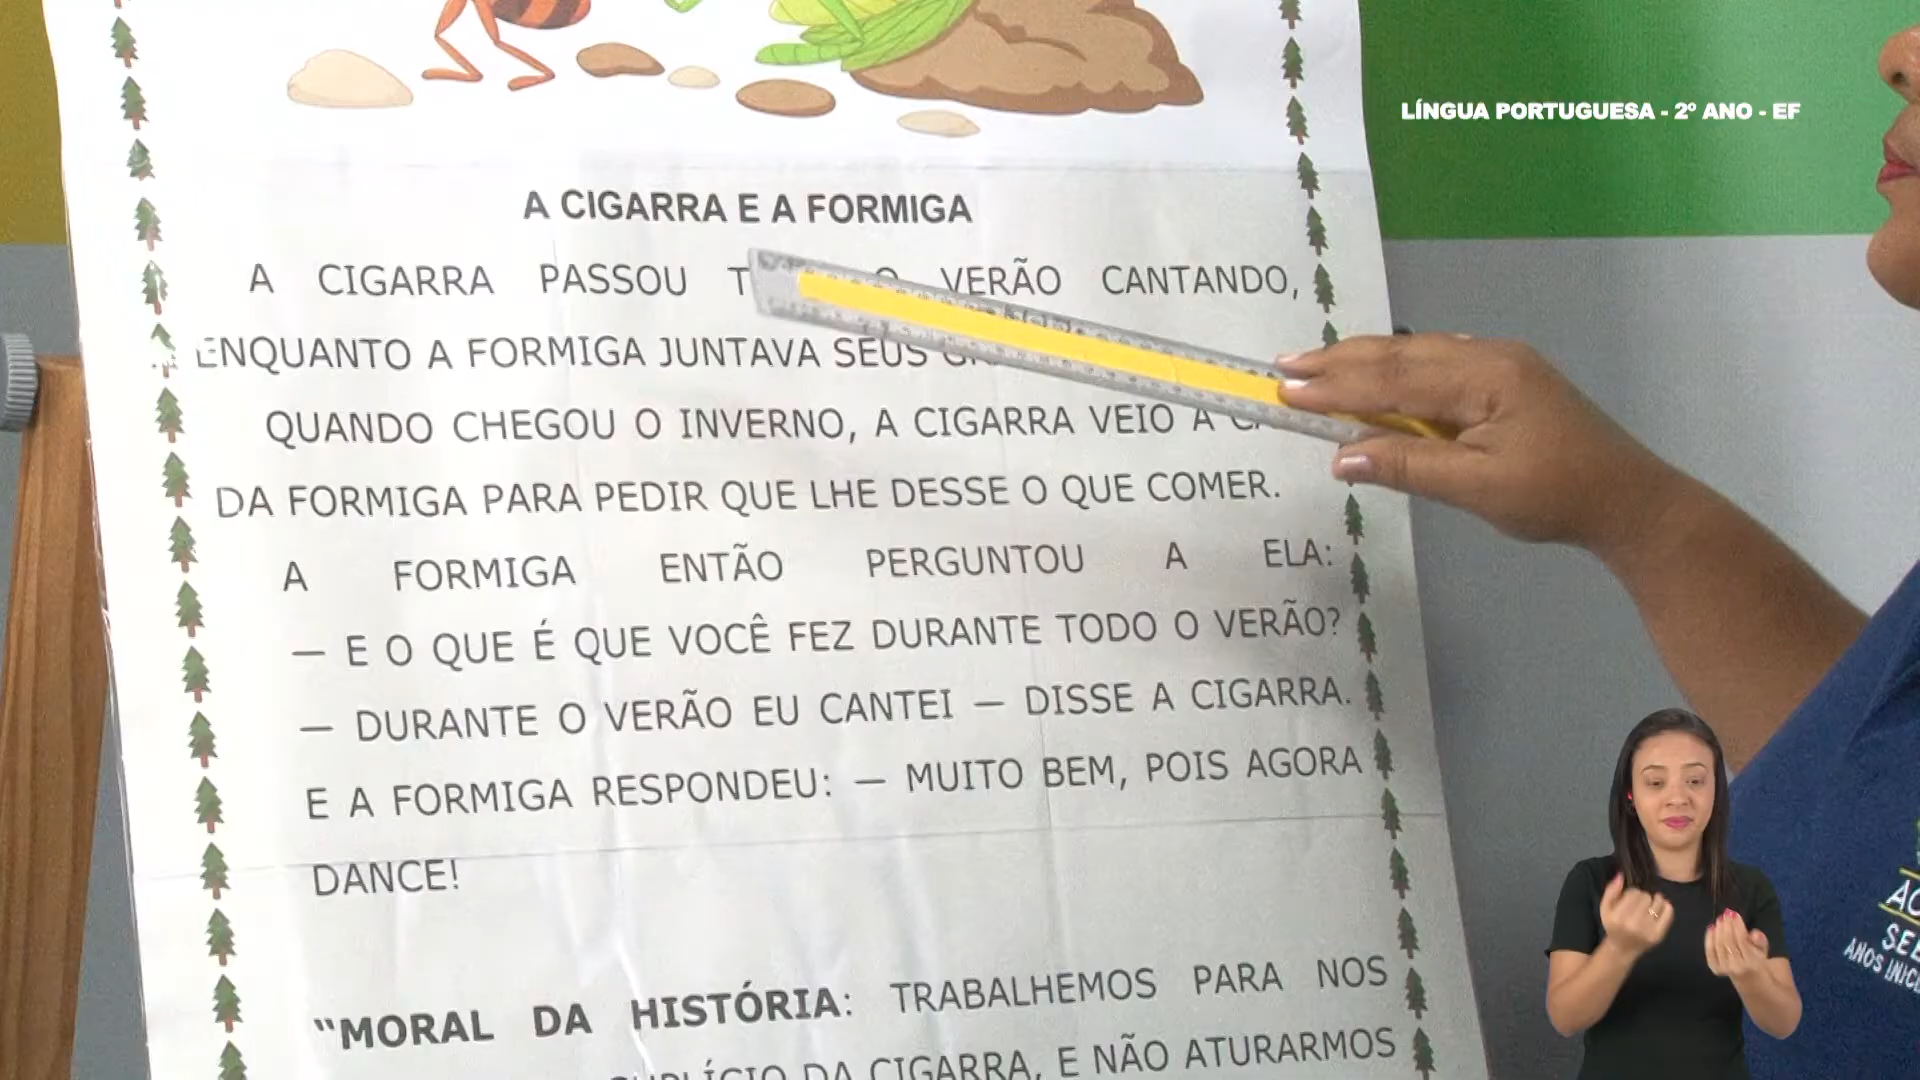 LÍNGUA PORTUGUESA - 2º ANO - EF
A CIGARRA E A FORMIGA
A CIGARRA PASSOU O VERÃO CANTANDO,
ENQUANTO A FORMIGA JUNTAVA SEUS
QUANDO CHEGOU O INVERNO, A CIGARRA VEIO A
DA FORMIGA PARA PEDIR QUE LHE DESSE O QUE COMER.
A FORMIGA ENTÃO PERGUNTOU A ELA:
— E O QUE É QUE VOCÊ FEZ DURANTE TODO O VERÃO?
— DURANTE O VERÃO EU CANTEI — DISSE A CIGARRA.
E A FORMIGA RESPONDEU: — MUITO BEM, POIS AGORA
DANCE!
“MORAL DA HISTÓRIA: TRABALHEMOS PARA NOS
DA CIGARRA, E NÃO ATURARMOS
ANOS